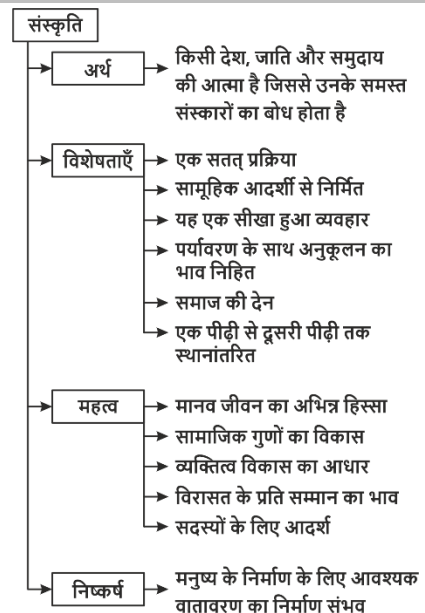 संस्कृति
अर्थ
किसी देश, जाति और समुदाय
की आत्मा है जिससे उनके समस्त
संस्कारों का बोध होता है
विशेषताएँ
एक सतत् प्रक्रिया
सामूहिक आदर्शी से निर्मित
यह एक सीखा हुआ व्यवहार
पर्यावरण के साथ अनुकूलन का
भाव निहित
समाज की देन
एक पीढ़ी से दूसरी पीढ़ी तक
स्थानांतरित
महत्व
मानव जीवन का अभिन्न हिस्सा
सामाजिक गुणों का विकास
व्यक्तित्व विकास का आधार
विरासत के प्रति सम्मान का भाव
सदस्यों के लिए आदर्श
निष्कर्ष
मनुष्य के निर्माण के लिए आवश्यक
वातावरण का निर्माण संभव